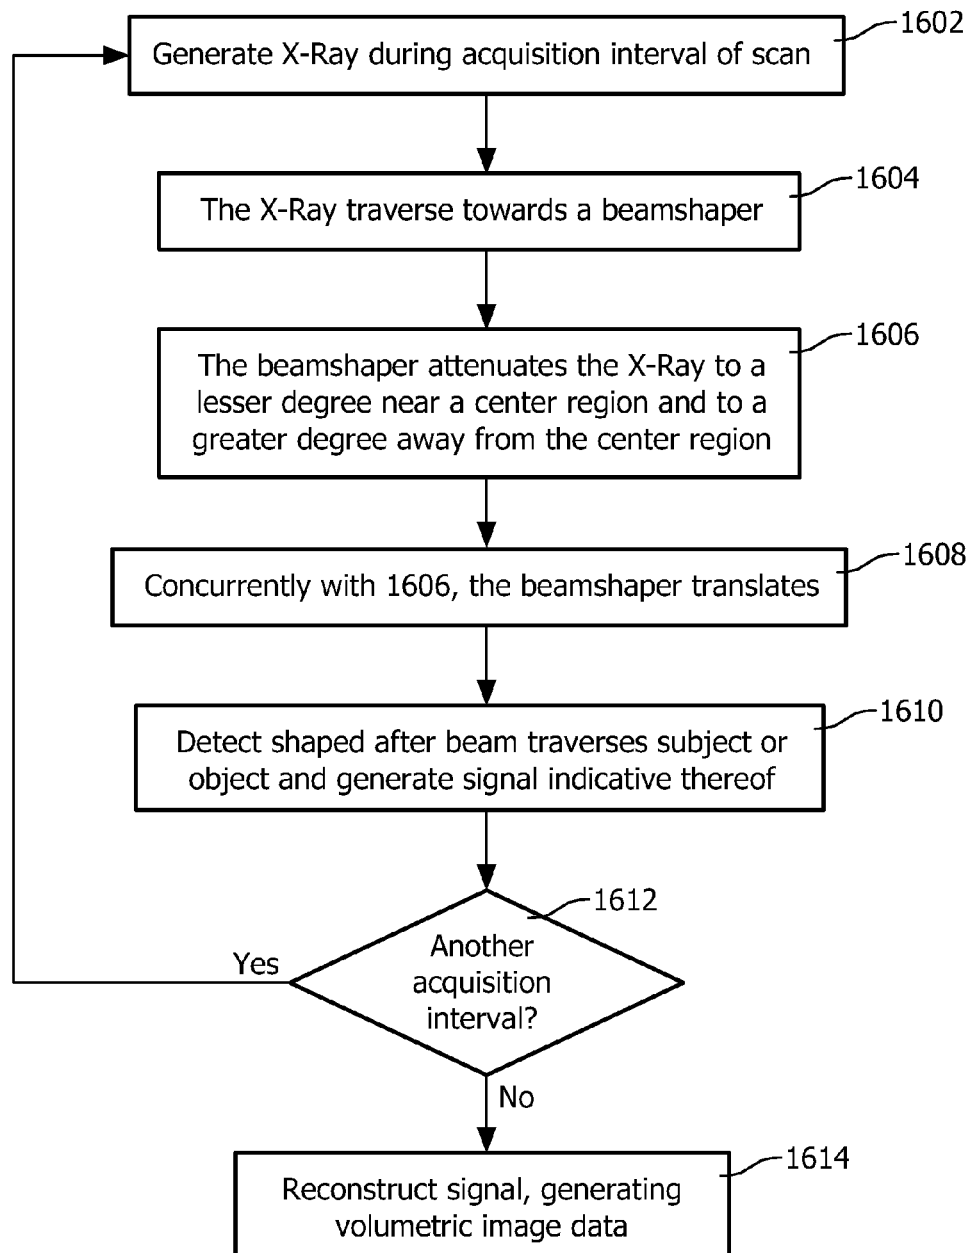 1602
Generate X-Ray during acquisition interval of scan
1604
The X-Ray traverse towards a beamshaper
1606
The beamshaper attenuates the X-Ray to a
lesser degree near a center region and to a
greater degree away from the center region
1608
Concurrently with 1606, the beamshaper translates
1610
Detect shaped after beam traverses subject or
object and generate signal indicative thereof
1612
Another
acquisition
interval?
Yes
No
1614
Reconstruct signal, generating
volumetric image data